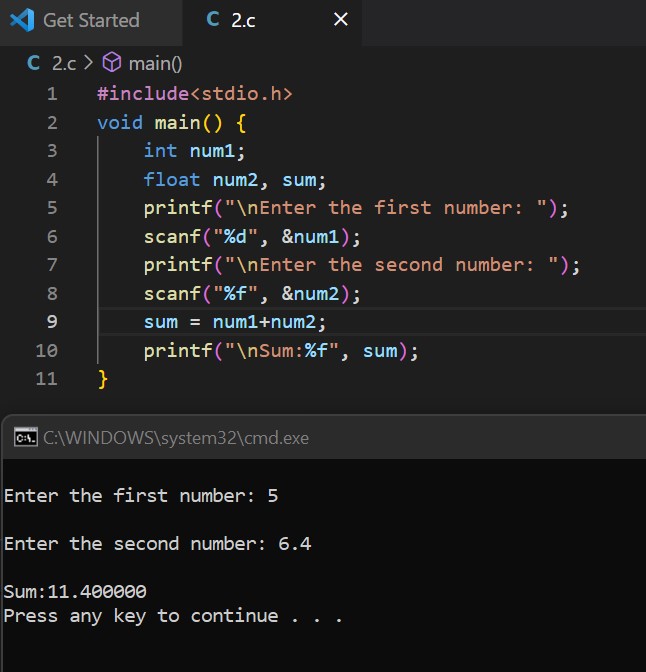 Get Started
C 2.c ×
C 2.c > main()
1 #include<stdio.h>
2 void main() {
3 int num1;
4 float num2, sum;
5 printf("\nEnter the first number: ");
6 scanf("%d", &num1);
7 printf("\nEnter the second number: ");
8 scanf("%f", &num2);
9 sum = num1+num2;
10 printf("\nSum:%f", sum);
11 }
C:\WINDOWS\system32\cmd.exe
Enter the first number: 5
Enter the second number: 6.4
Sum:11.400000
Press any key to continue . . .